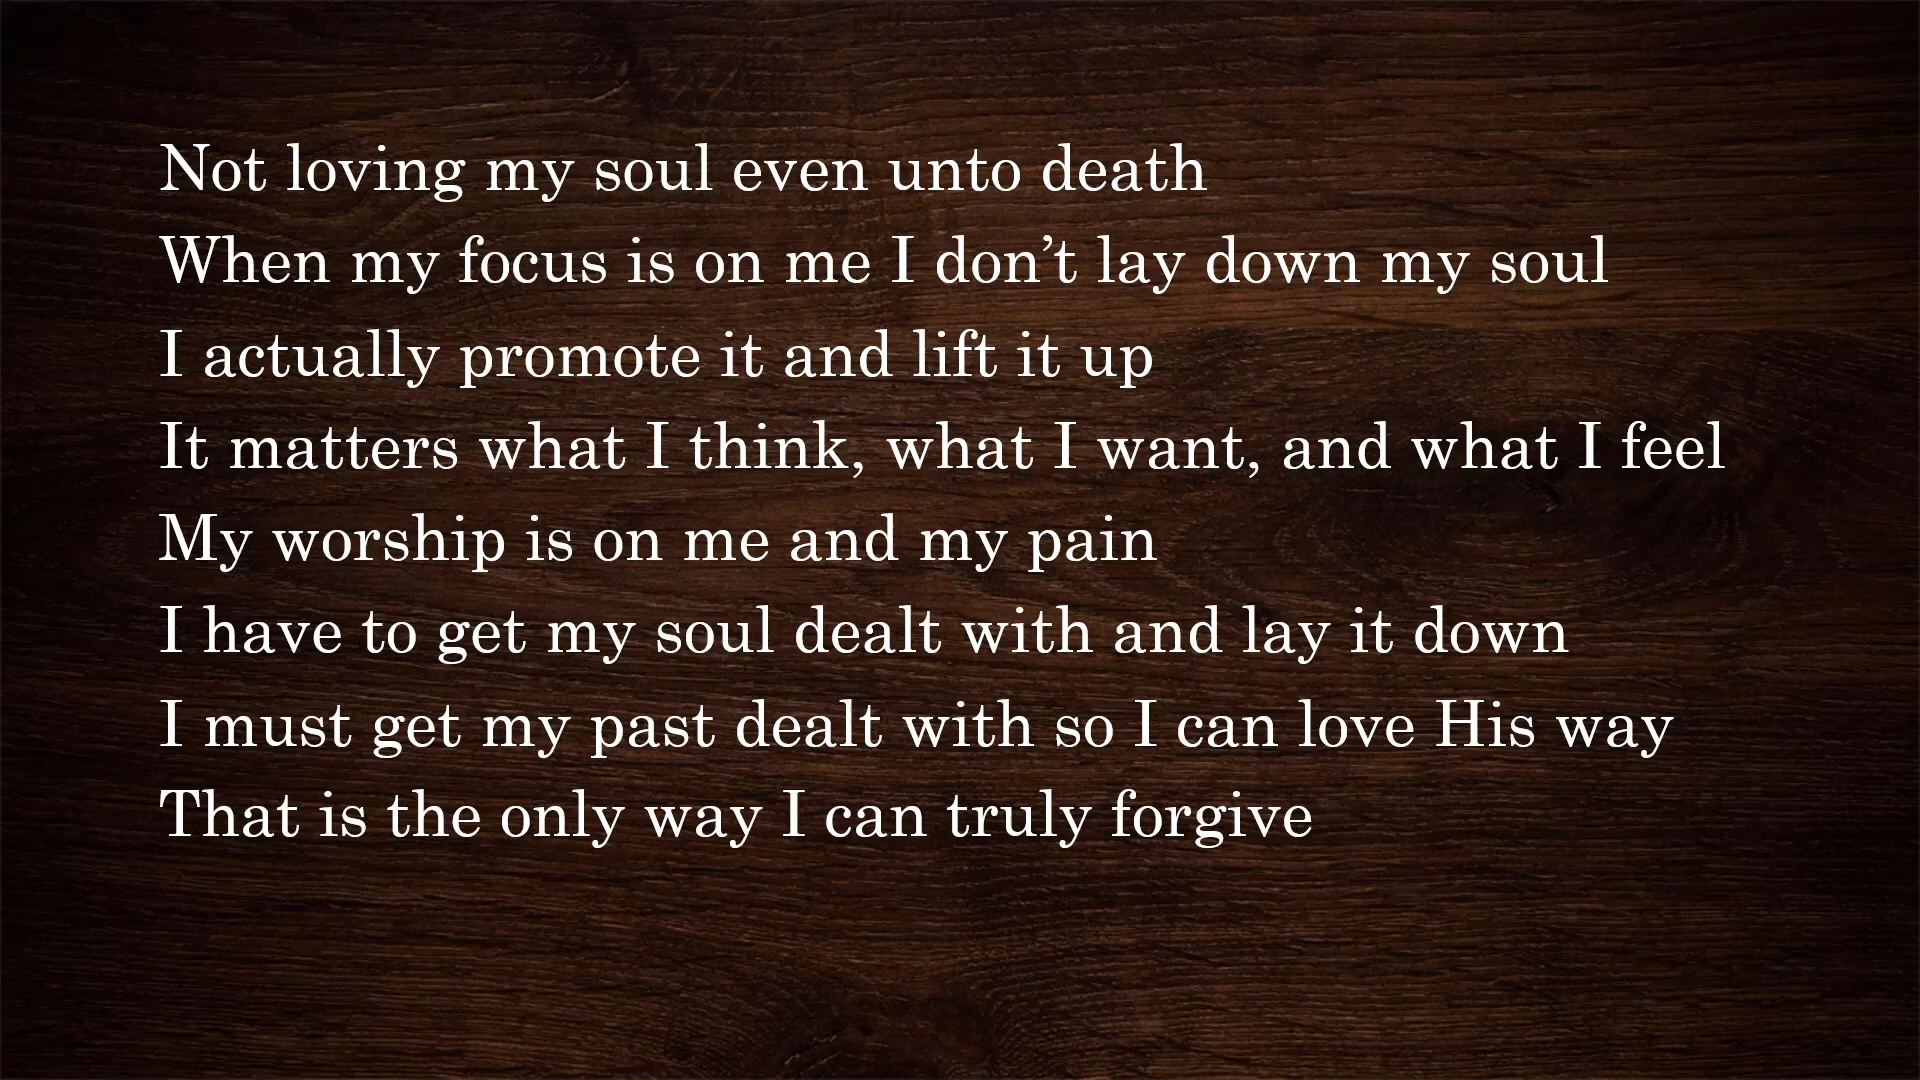 Not loving my soul even unto death
When my focus is on me I don’t lay down my soul
I actually promote it and lift it up
It matters what I think, what I want, and what I feel
My worship is on me and my pain
I have to get my soul dealt with and lay it down
I must get my past dealt with so I can love His way
That is the only way I can truly forgive